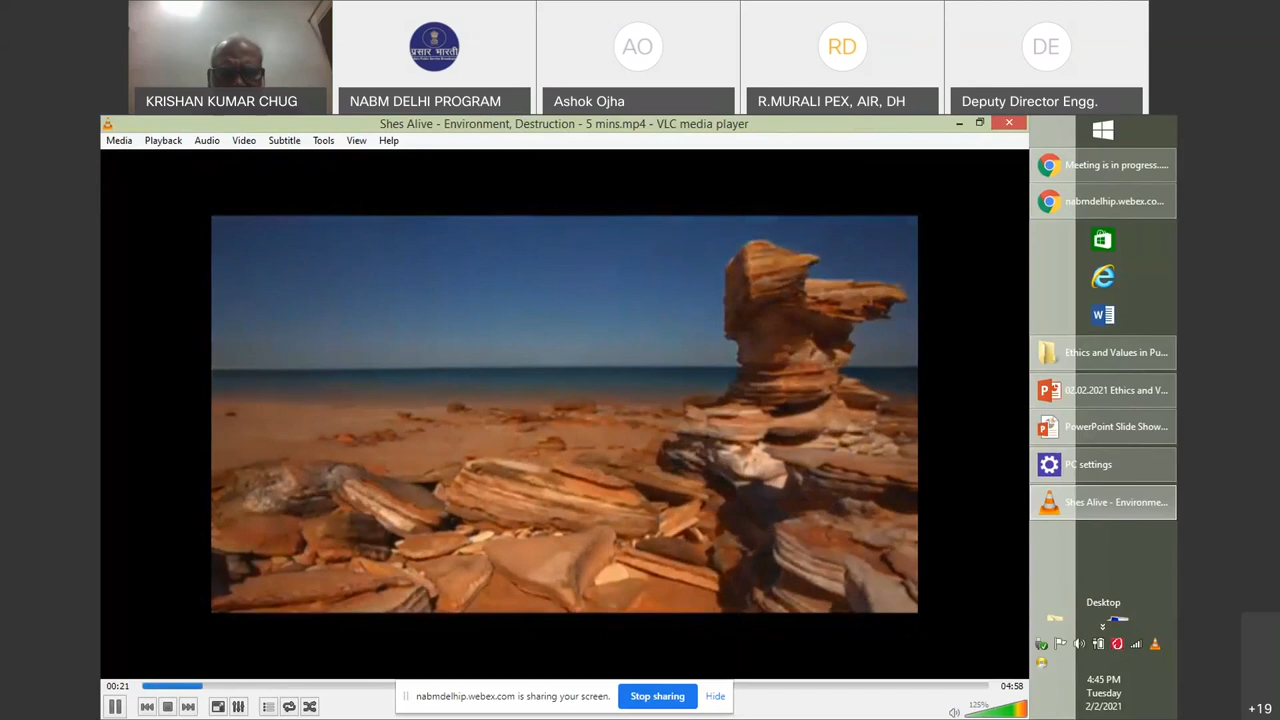 प्रसार भारती
AO
RD
DE
KRISHAN KUMAR CHUG
NABM DELHI PROGRAM
Ashok Ojha
R.MURALI PEX, AIR, DH
Deputy Director Engg.
Shes Alive - Environment, Destruction - 5 mins.mp4 - VLC media player
Media Playback Audio Video Subtitle Tools View Help
Meeting is in progress.....
nabmdelhip.webex.co...
Ethics and Values in Pu...
02.02.2021 Ethics and V...
PowerPoint Slide Show...
PC settings
Shes Alive - Environme...
Desktop
4:45 PM
Tuesday
2/2/2021
00:21
04:58
nabmdelhip.webex.com is sharing your screen.
Stop sharing
Hide
125%
+19